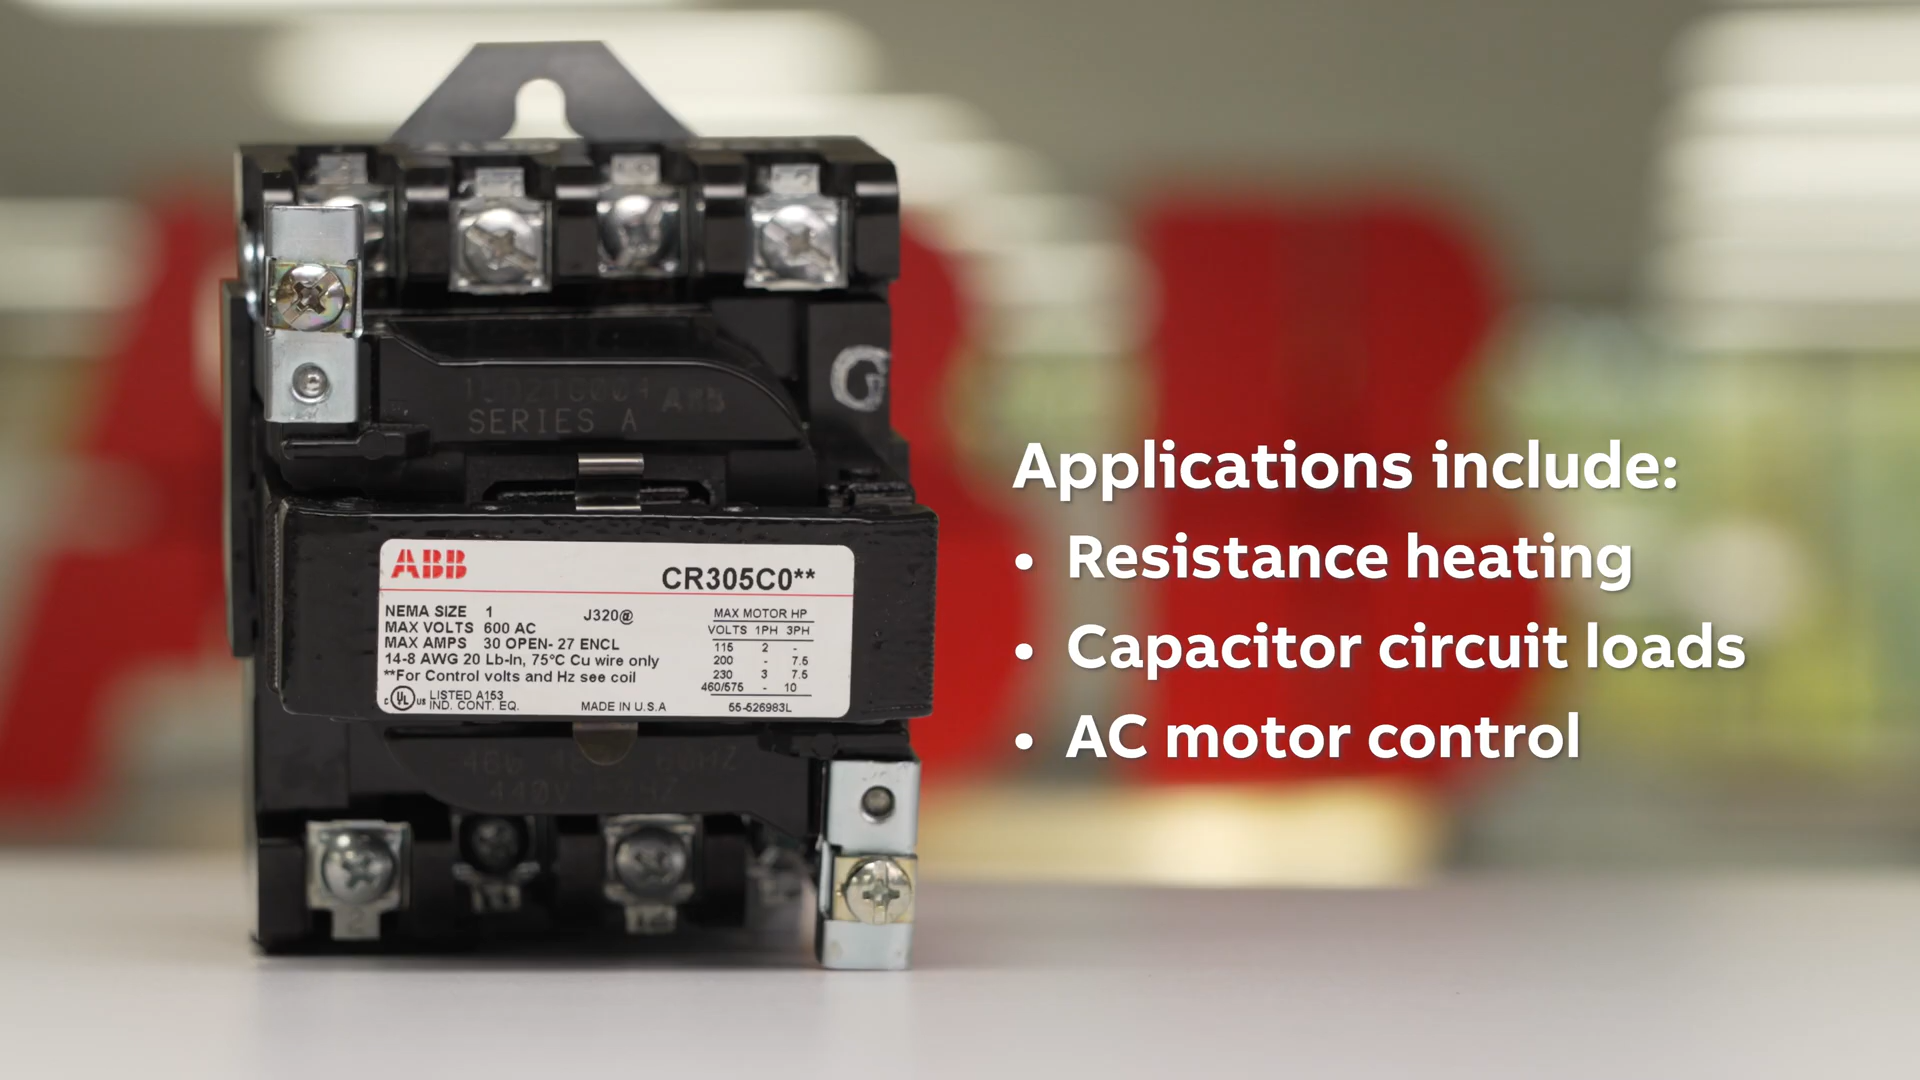 SERIES A ABB
ABB
CR305C0**
NEMA SIZE 1 J320@
MAX VOLTS 600 AC
MAX AMPS 30 OPEN- 27 ENCL
14-8 AWG 20 Lb-In, 75°C Cu wire only
**For Control volts and Hz see coil
C UL US LISTED A153
IND. CONT. EQ.
MADE IN U.S.A
MAX MOTOR HP
VOLTS 1PH 3PH
115 2 -
200 - 7.5
230 3 7.5
460/575 - 10
55-526983L
Applications include:
• Resistance heating
• Capacitor circuit loads
• AC motor control